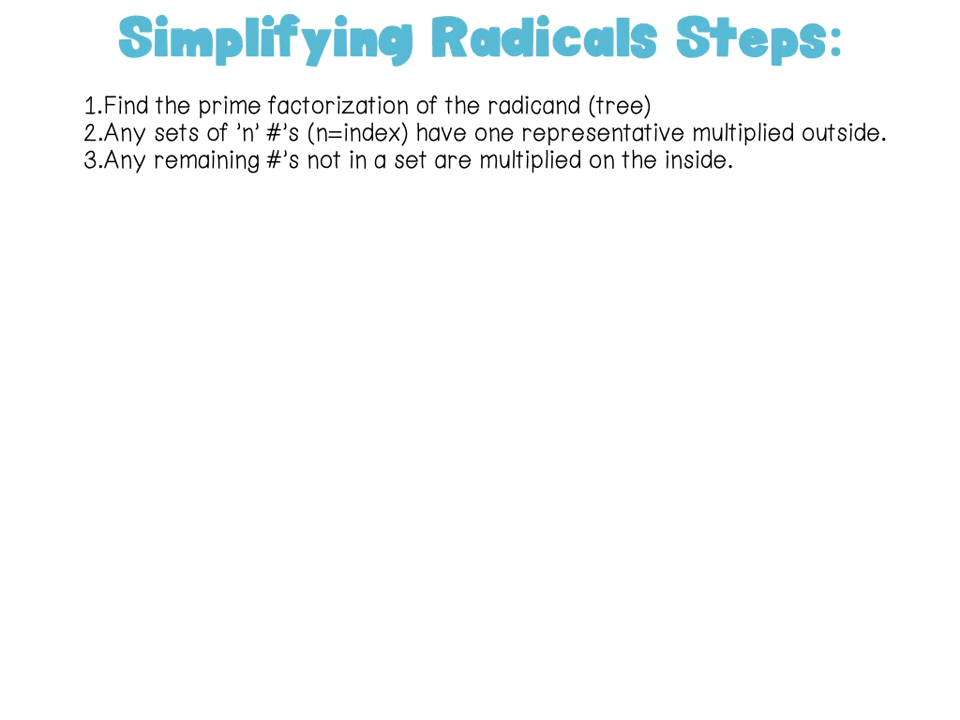 Simplifying Radicals Steps:
1.Find the prime factorization of the radicand (tree)
2.Any sets of 'n' #'s (n=index) have one representative multiplied outside.
3.Any remaining #'s not in a set are multiplied on the inside.